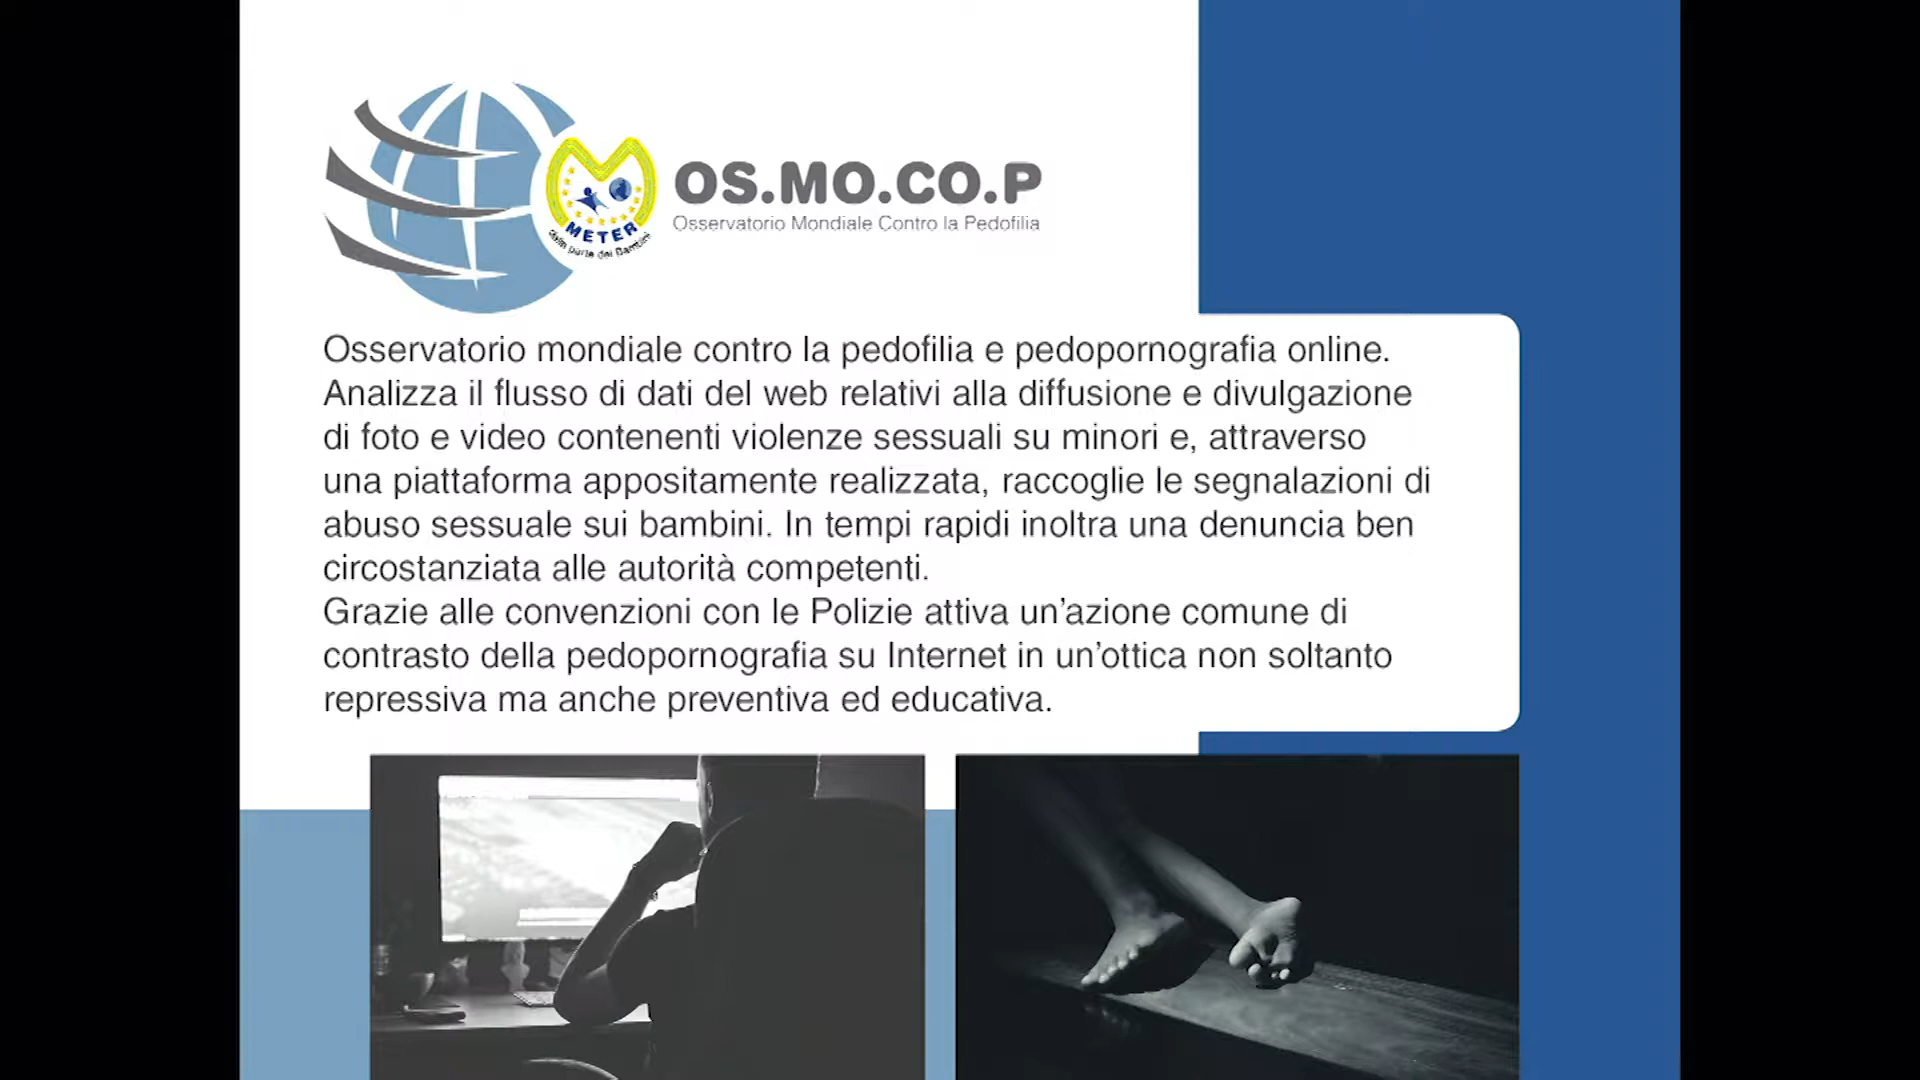 OS.MO.CO.P
Osservatorio Mondiale Contro la Pedofilia
METER
dalla parte dei Bambini
Osservatorio mondiale contro la pedofilia e pedopornografia online.
Analizza il flusso di dati del web relativi alla diffusione e divulgazione
di foto e video contenenti violenze sessuali su minori e, attraverso
una piattaforma appositamente realizzata, raccoglie le segnalazioni di
abuso sessuale sui bambini. In tempi rapidi inoltra una denuncia ben
circostanziata alle autorità competenti.
Grazie alle convenzioni con le Polizie attiva un’azione comune di
contrasto della pedopornografia su Internet in un’ottica non soltanto
repressiva ma anche preventiva ed educativa.